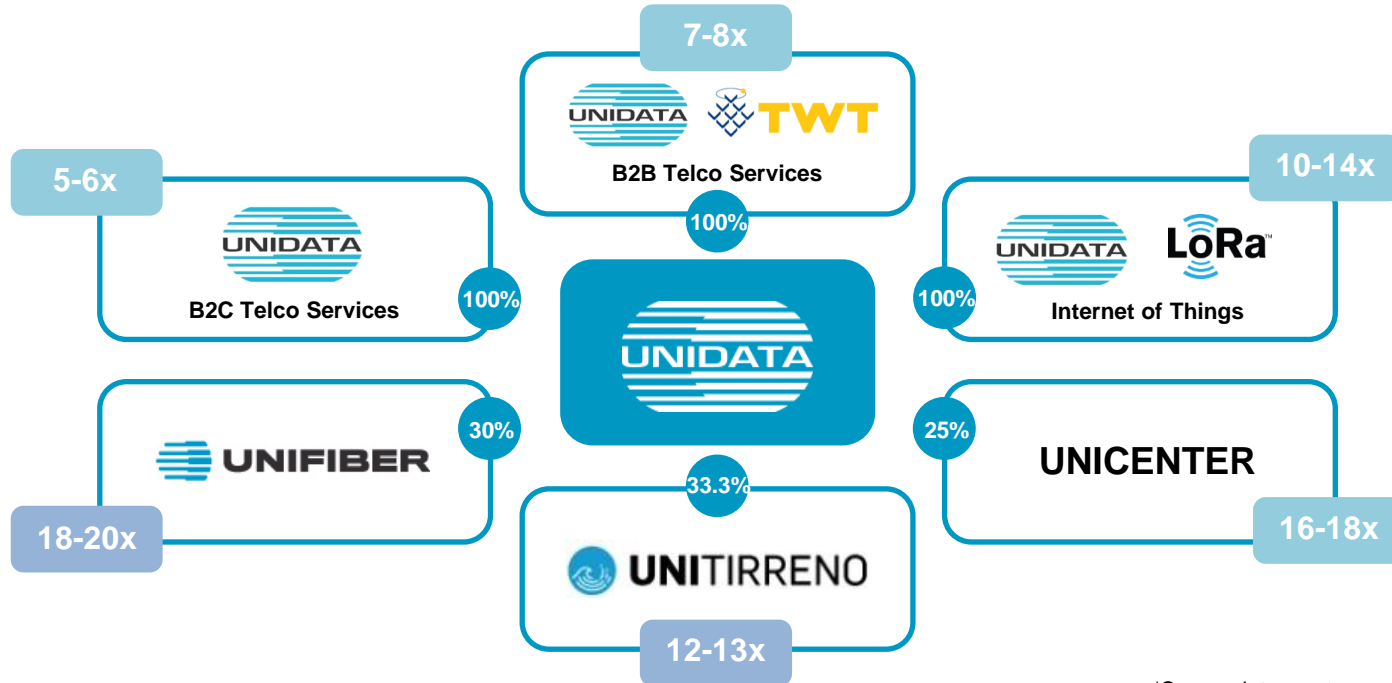 7-8x
UNIDATA TWT
B2B Telco Services
100%
5-6x
UNIDATA
B2C Telco Services
100%
10-14x
UNIDATA LoRa™
Internet of Things
100%
UNIDATA
UNIFIBER
30%
18-20x
UNICENTER
25%
16-18x
33.3%
UNITIRRENO
12-13x